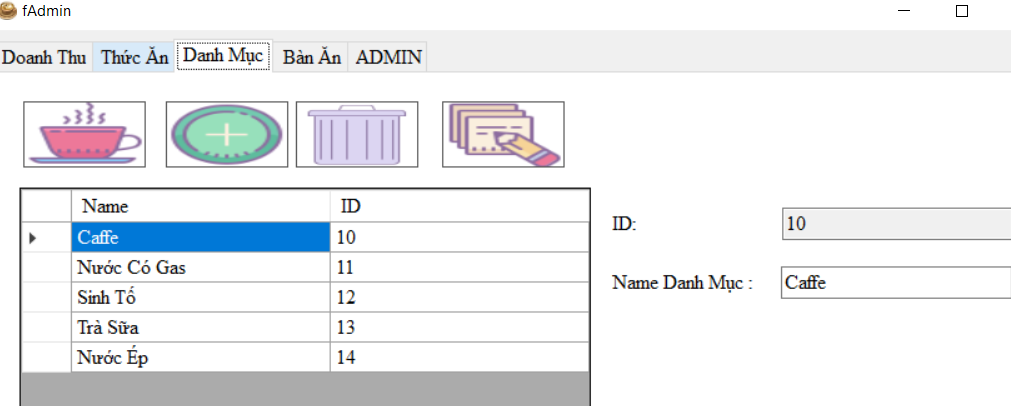 fAdmin
Doanh Thu Thức Ăn Danh Mục Bàn Ăn ADMIN
Name ID
Caffe 10
Nước Có Gas 11
Sinh Tố 12
Trà Sữa 13
Nước Ép 14
ID: 10
Name Danh Mục : Caffe